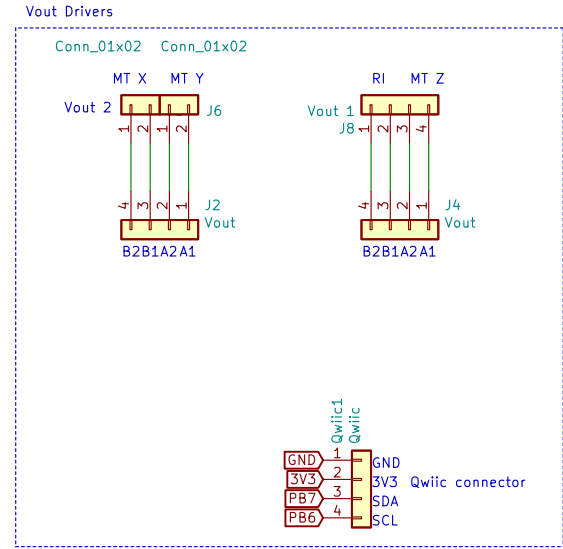 Vout Drivers
Conn_01x02 Conn_01x02
MT X MT Y RI MT Z
Vout 2 J6 Vout 1
J8
1 2 1 2 1 2 3 4
4 3 2 1 4 3 2 1
J2 J4
Vout Vout
B2B1A2A1 B2B1A2A1
Qwiic1
Qwiic
GND 1 GND
3V3 2 3V3 Qwiic connector
PB7 3 SDA
PB6 4 SCL